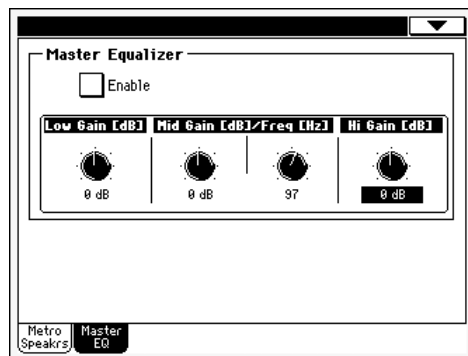 Master Equalizer
Enable
Low Gain [dB] Mid Gain [dB]/Freq [Hz] Hi Gain [dB]
0 dB 0 dB 97 0 dB
Metro Speakrs Master EQ